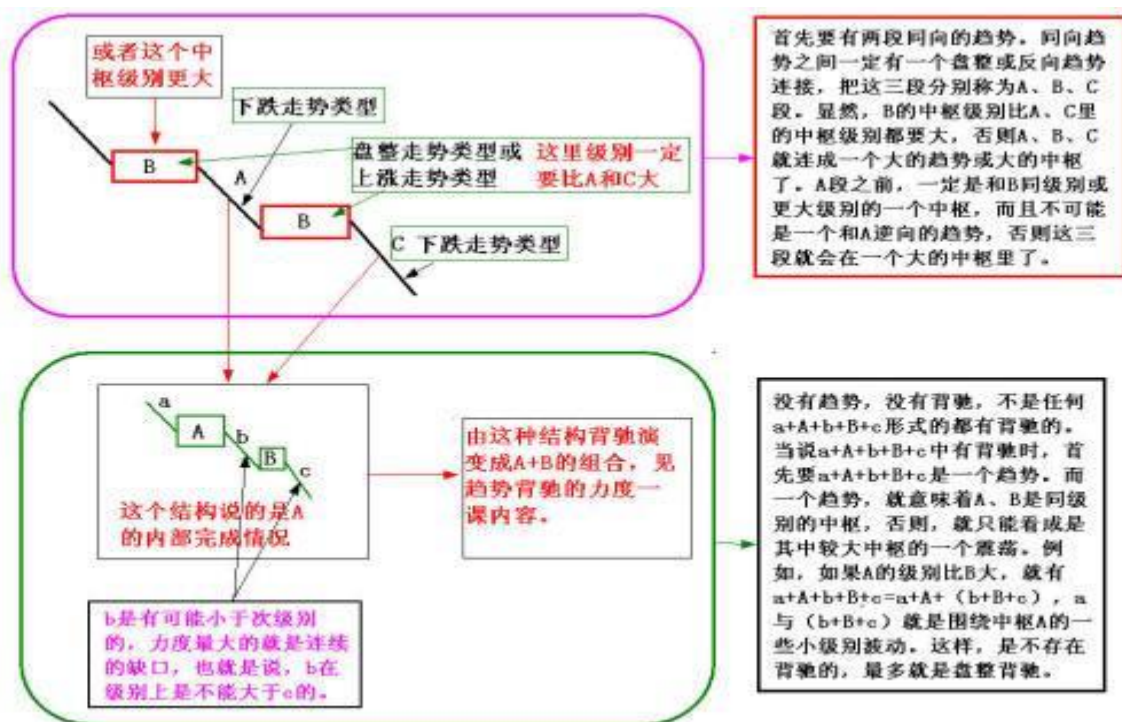 或者这个中
枢级别更大
下跌走势类型
B
A
盘整走势类型或
上涨走势类型
这里级别一定
要比A和C大
B
C 下跌走势类型
首先要有两段同向的趋势。同向趋
势之间一定有一个盘整或反向趋势
连接，把这三段分别称为A、B、C
段。显然，B的中枢级别比A、C里
的中枢级别都要大，否则A、B、C
就连成一个大的趋势或大的中枢
了。A段之前，一定是和B同级别或
更大级别的一个中枢，而且不可能
是一个和A逆向的趋势，否则这三
段就会在一个大的中枢里了。
a
A
b
B
c
这个结构说的是A
的内部完成情况
由这种结构背驰演
变成A+B的组合，见
趋势背驰的力度一
课内容。
b是有可能小于次级别
的，力度最大的就是连续
的缺口，也就是说，b在
级别上是不能大于c的。
没有趋势，没有背驰，不是任何
a+A+b+B+c形式的都有背驰的。
当说a+A+b+B+c中有背驰时，首
先要a+A+b+B+c是一个趋势。而
一个趋势，就意味着A、B是同级
别的中枢，否则，就只能看成是
其中较大中枢的一个震荡。例
如，如果A的级别比B大，就有
a+A+b+B+c=a+A+（b+B+c），a
与（b+B+c）就是围绕中枢A的一
些小级别波动。这样，是不存在
背驰的，最多就是盘整背驰。